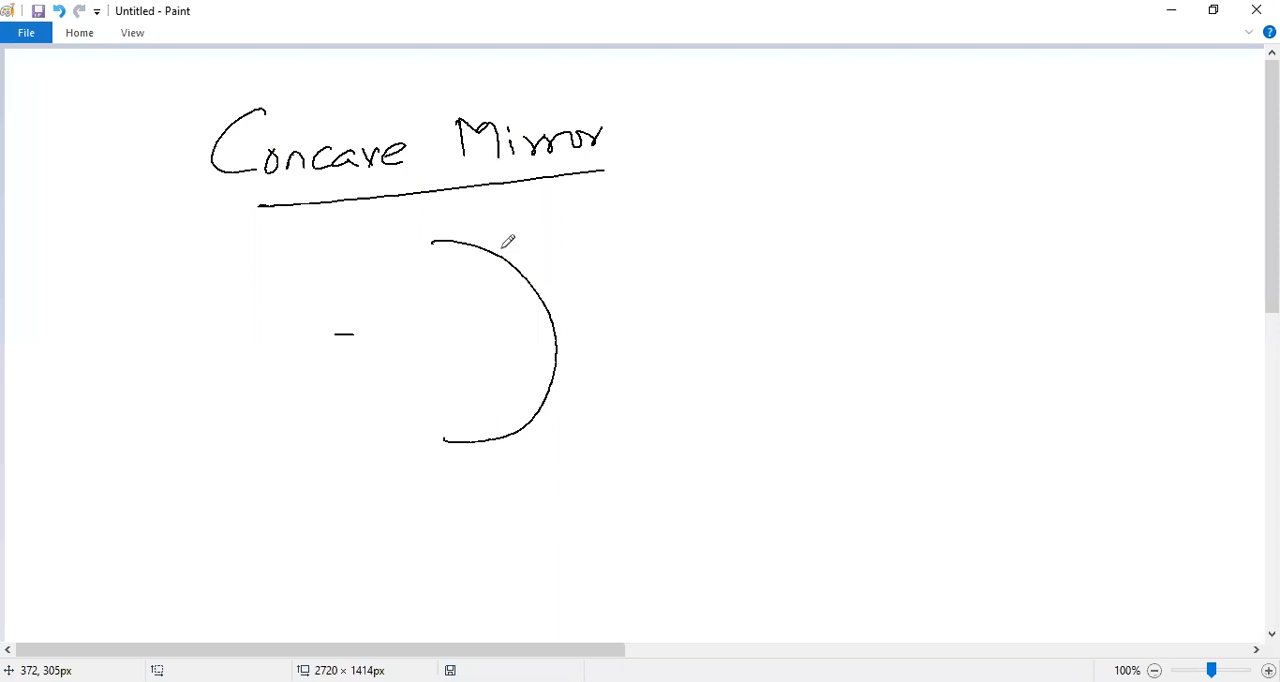 Untitled - Paint
File Home View
Concave Mirror
372, 305px 2720 × 1414px 100%